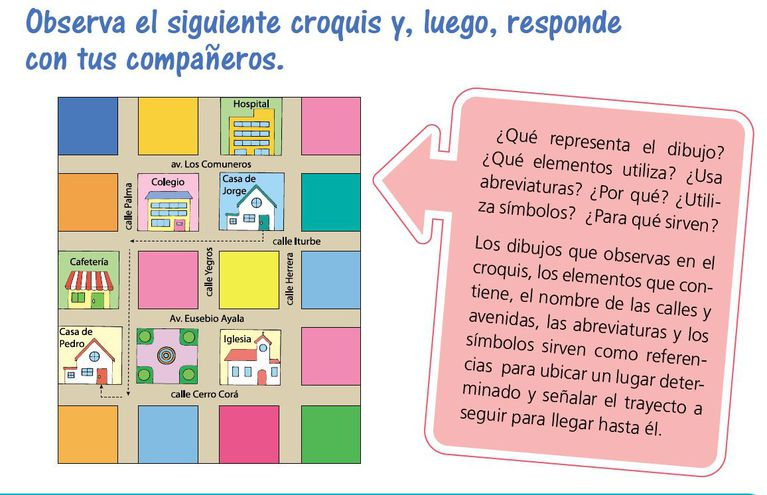 Observa el siguiente croquis y, luego, responde
con tus compañeros.
Hospital
av. Los Comuneros
calle Palma
Colegio
Casa de
Jorge
calle Iturbe
Cafetería
calle Yegros
calle Herrera
Av. Eusebio Ayala
Casa de
Pedro
Iglesia
calle Cerro Corá
¿Qué representa el dibujo?
¿Qué elementos utiliza? ¿Usa
abreviaturas? ¿Por qué? ¿Utili-
za símbolos? ¿Para qué sirven?
Los dibujos que observas en el
croquis, los elementos que con-
tiene, el nombre de las calles y
avenidas, las abreviaturas y los
símbolos sirven como referen-
cias para ubicar un lugar deter-
minado y señalar el trayecto a
seguir para llegar hasta él.